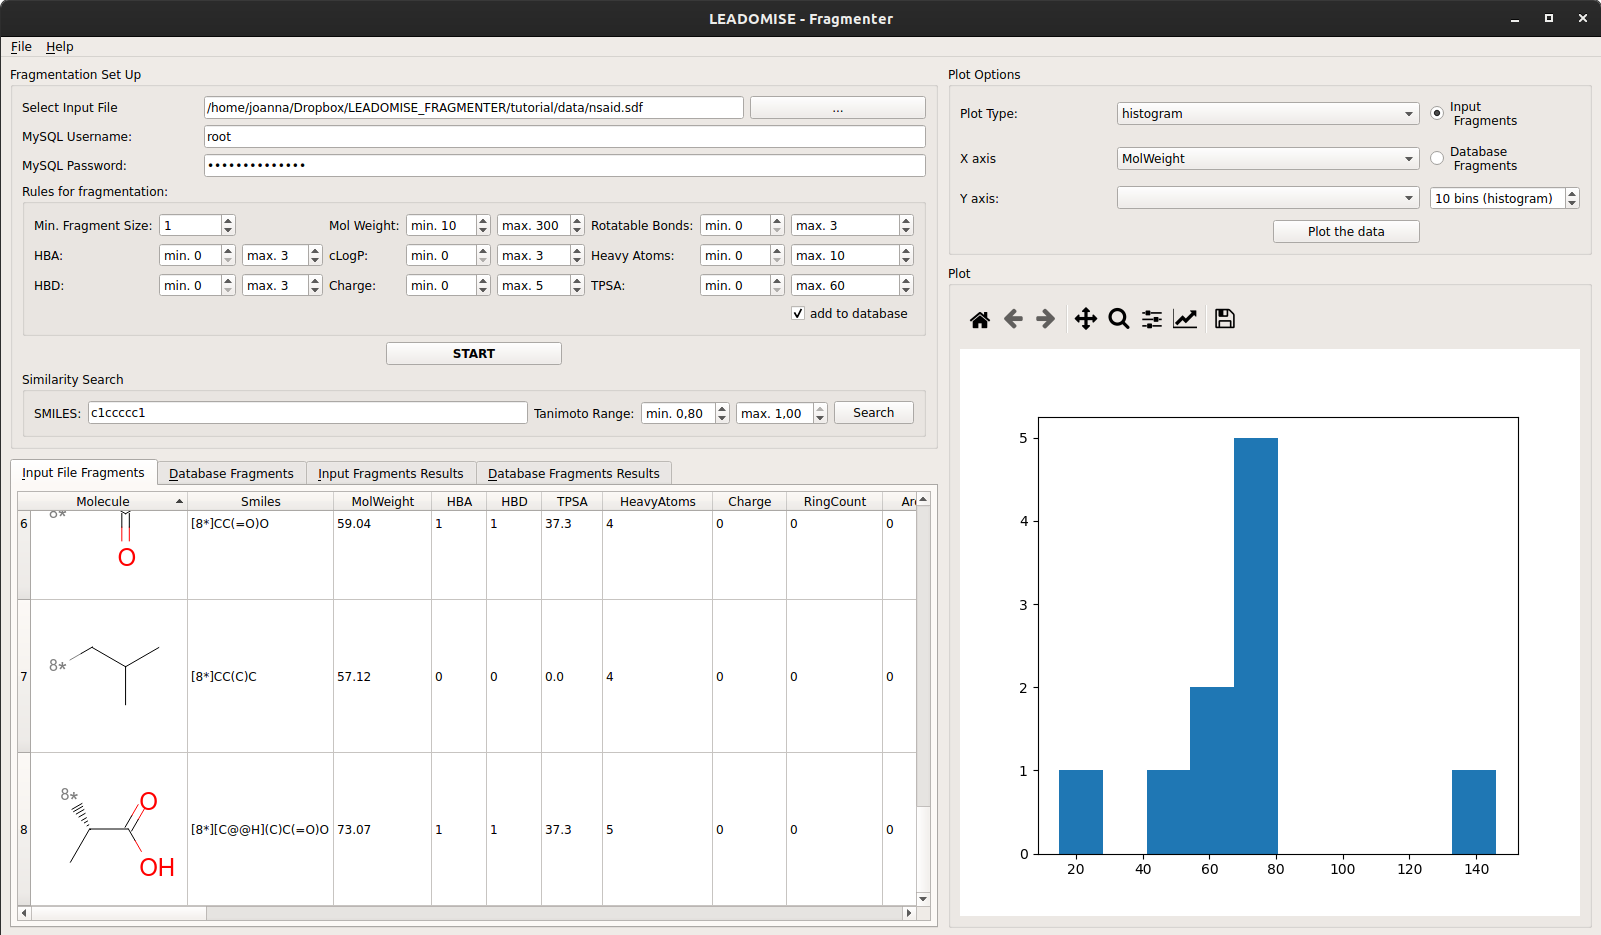 LEADOMISE - Fragmenter
File Help
Fragmentation Set Up
Select Input File /home/joanna/Dropbox/LEADOMISE_FRAGMENTER/tutorial/data/nsaid.sdf ...
MySQL Username: root
MySQL Password: ••••••••••••••
Rules for fragmentation:
Min. Fragment Size: 1 Mol Weight: min. 10 max. 300 Rotatable Bonds: min. 0 max. 3
HBA: min. 0 max. 3 cLogP: min. 0 max. 3 Heavy Atoms: min. 0 max. 10
HBD: min. 0 max. 3 Charge: min. 0 max. 5 TPSA: min. 0 max. 60
add to database
START
Similarity Search
SMILES: c1ccccc1 Tanimoto Range: min. 0,80 max. 1,00 Search
Input File Fragments Database Fragments Input Fragments Results Database Fragments Results
Molecule Smiles MolWeight HBA HBD TPSA HeavyAtoms Charge RingCount
6 8* O [8*]CC(=O)O 59.04 1 1 37.3 4 0 0 0
7 8* [8*]CC(C)C 57.12 0 0 0.0 4 0 0 0
8 8* O OH [8*][C@@H](C)C(=O)O 73.07 1 1 37.3 5 0 0 0
Plot Options
Plot Type: histogram Input Fragments
X axis MolWeight Database Fragments
Y axis: 10 bins (histogram)
Plot the data
Plot
5
4
3
2
1
0
20 40 60 80 100 120 140